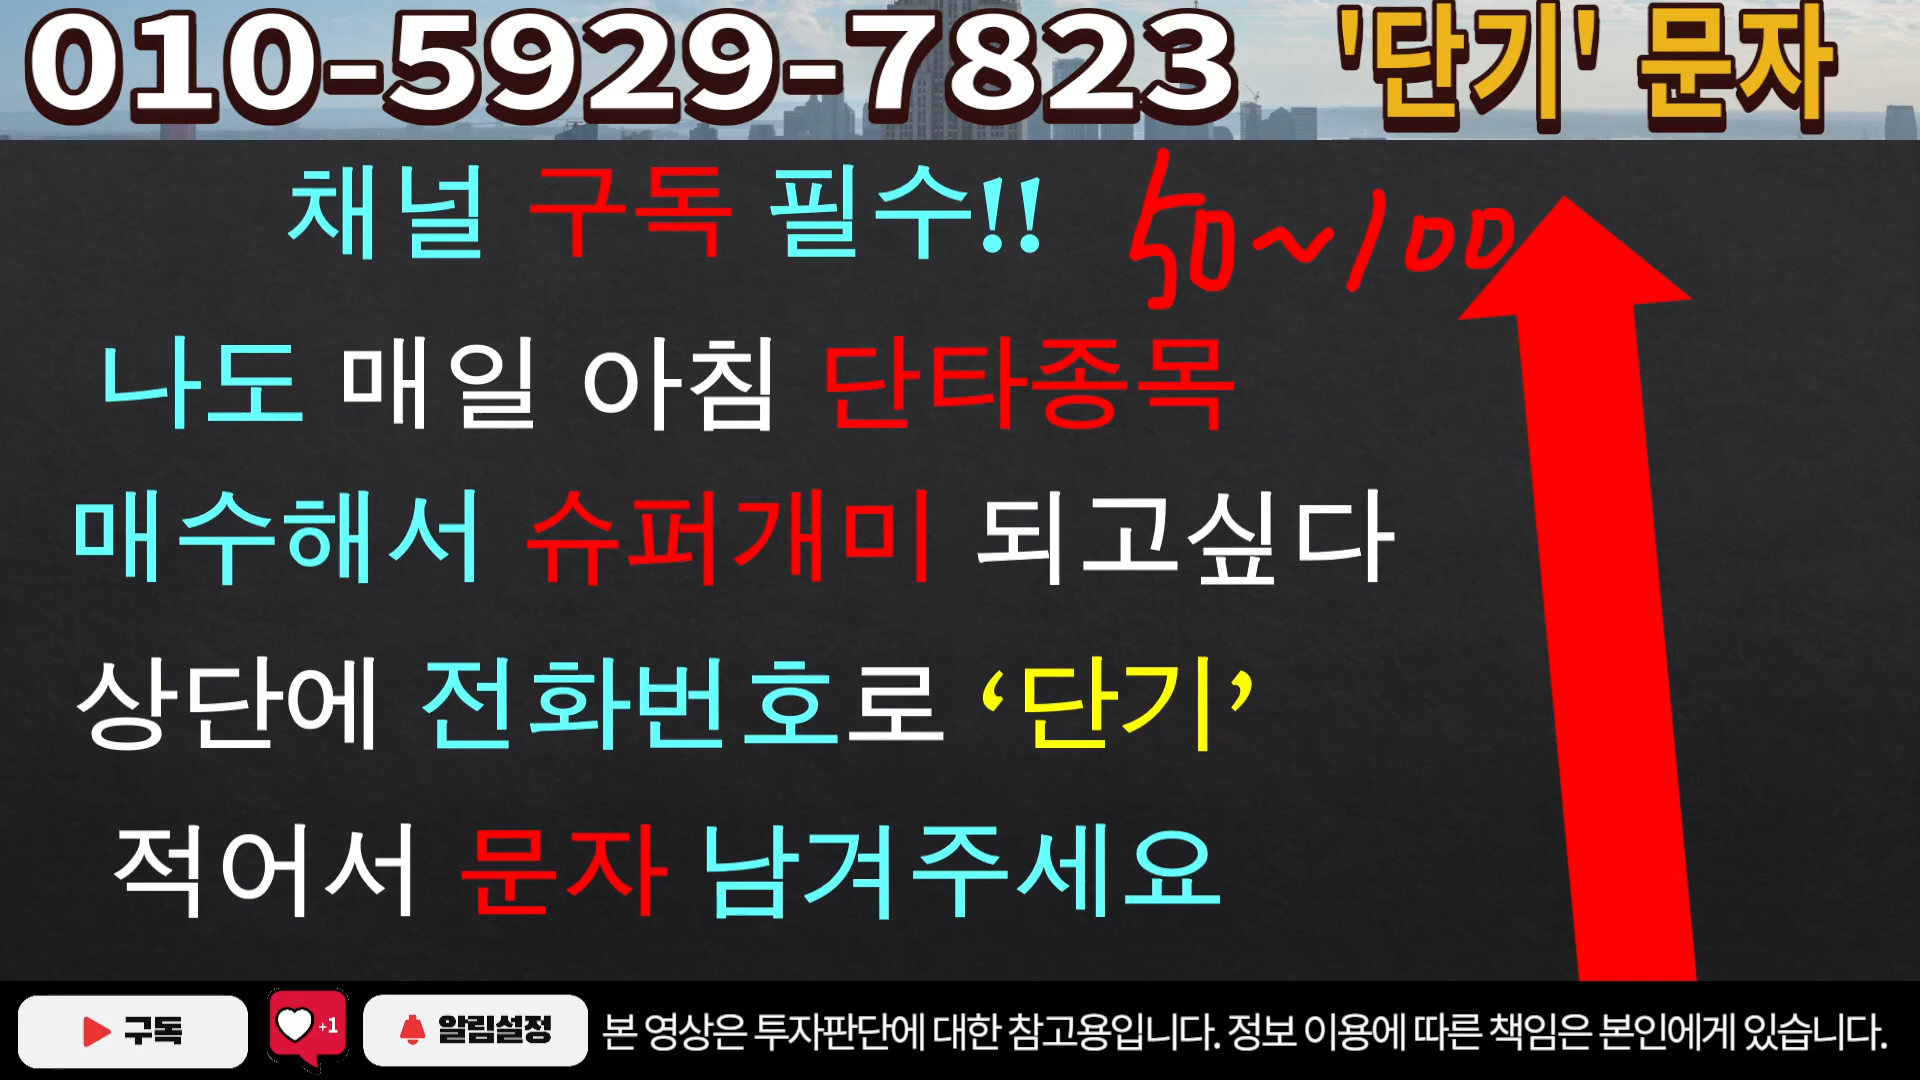 010-5929-7823 '단기' 문자
채널 구독 필수!! 50~100
나도 매일 아침 단타종목
매수해서 슈퍼개미 되고싶다
상단에 전화번호로 ‘단기’
적어서 문자 남겨주세요
구독 +1 알림설정 본 영상은 투자판단에 대한 참고용입니다. 정보 이용에 따른 책임은 본인에게 있습니다.